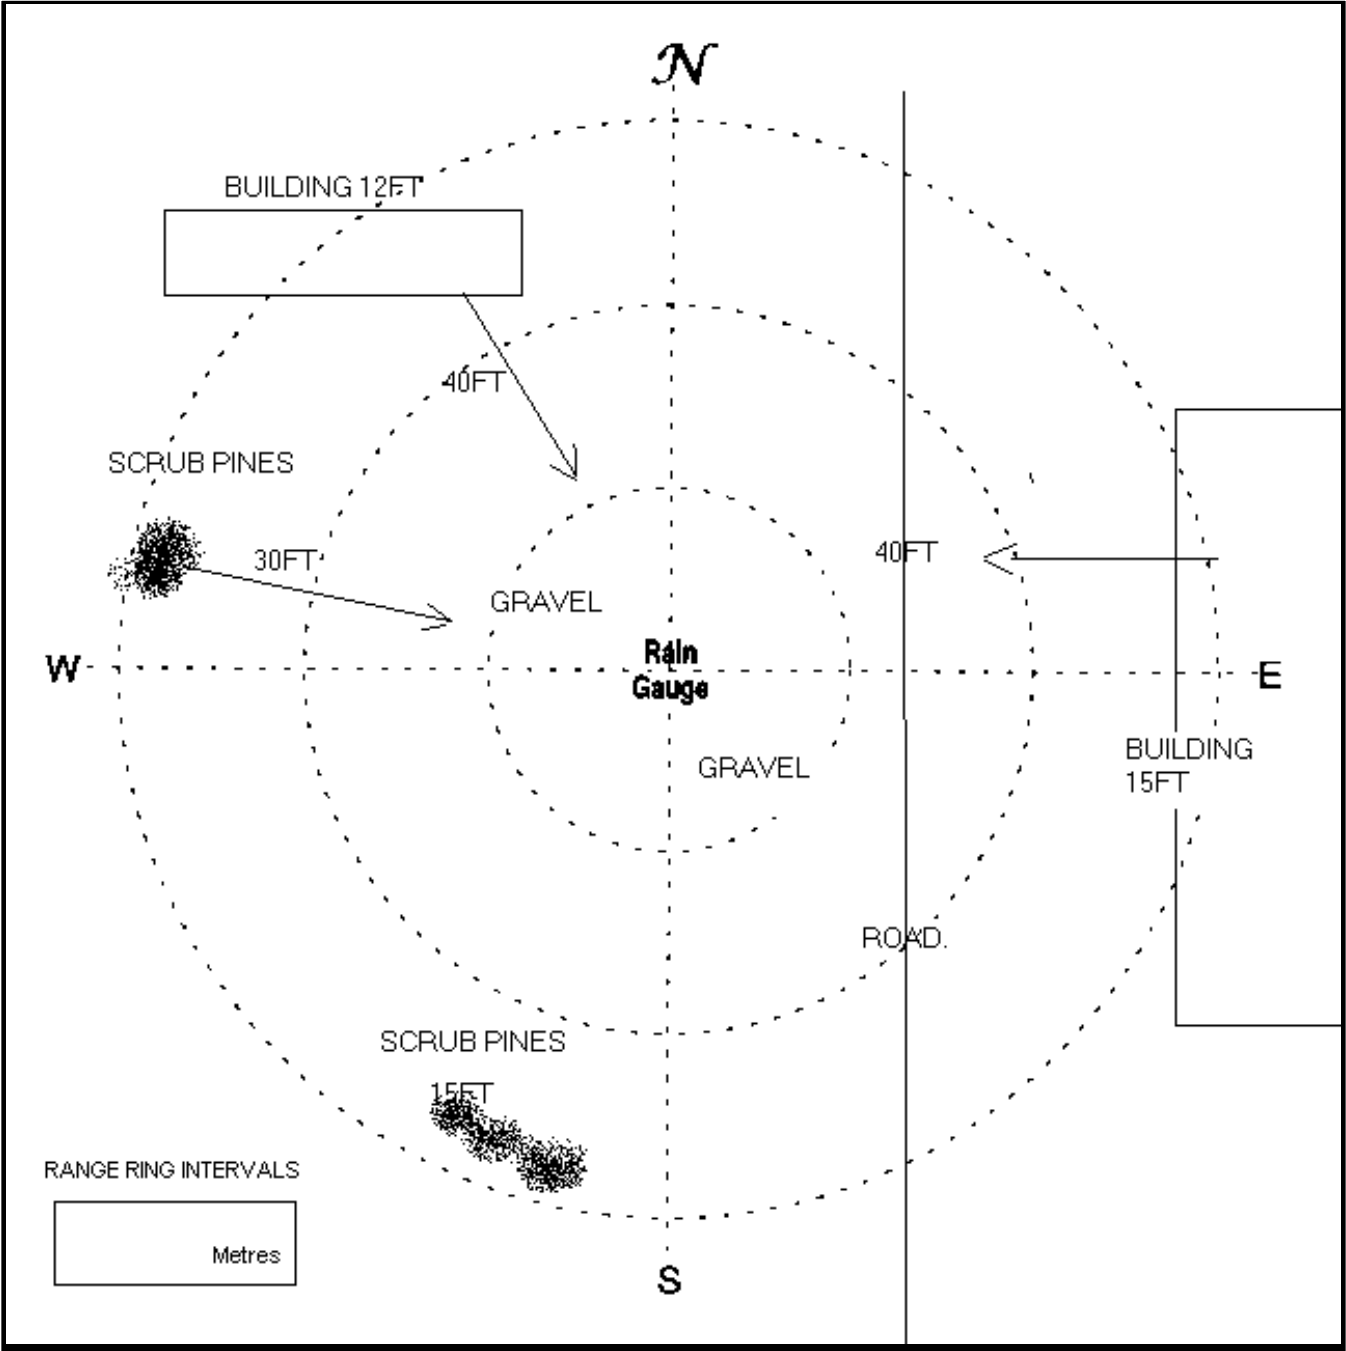 N
BUILDING 12FT
40FT
SCRUB PINES
30FT
40FT
GRAVEL
W
Rain
Gauge
E
GRAVEL
BUILDING
15FT
ROAD.
SCRUB PINES
15FT
RANGE RING INTERVALS
Metres
S